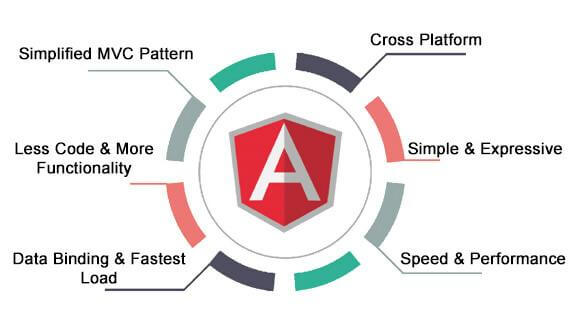 Simplified MVC Pattern
Cross Platform
Less Code & More
Functionality
Simple & Expressive
Data Binding & Fastest
Load
Speed & Performance
A